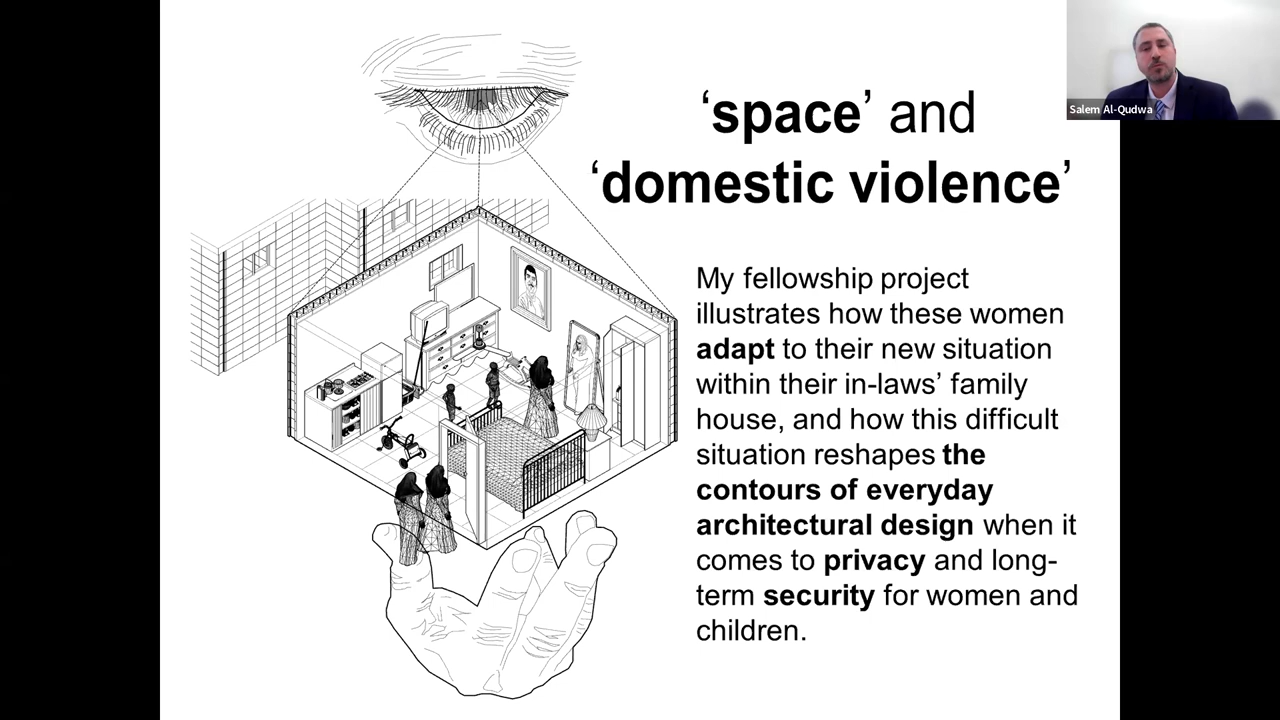 ‘space’ and
‘domestic violence’
My fellowship project
illustrates how these women
adapt to their new situation
within their in-laws’ family
house, and how this difficult
situation reshapes the
contours of everyday
architectural design when it
comes to privacy and long-
term security for women and
children.
Salem Al-Qudwa